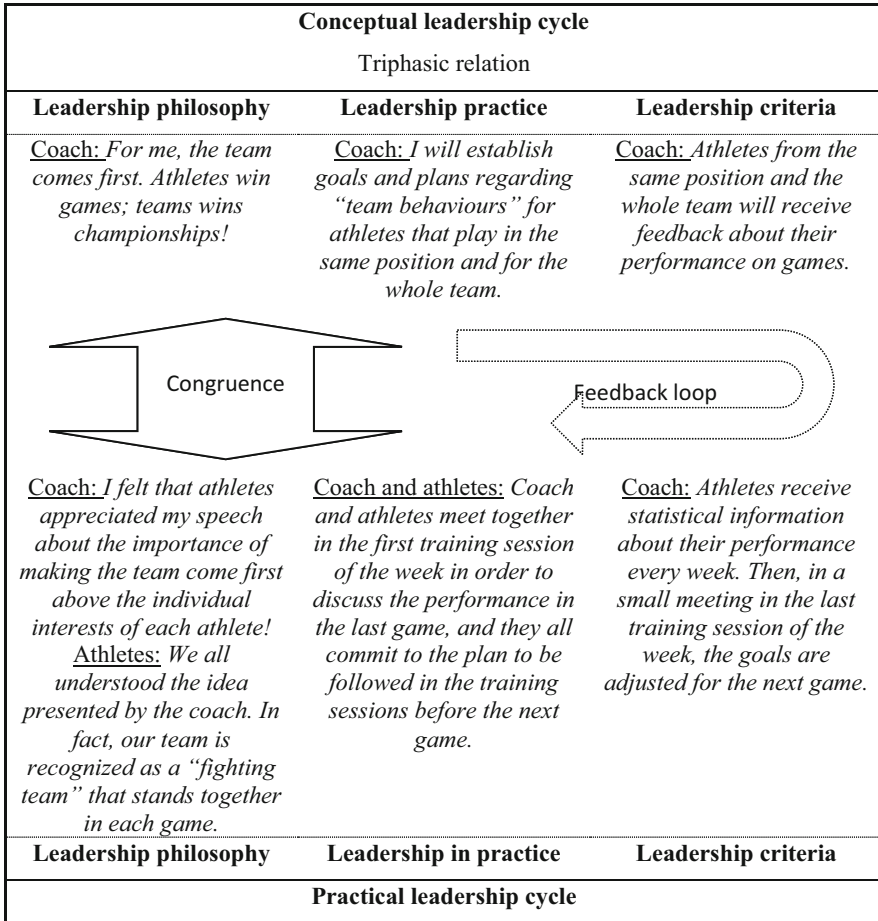 Conceptual leadership cycle
Triphasic relation
Leadership philosophy
Leadership practice
Leadership criteria
Coach: For me, the team
comes first. Athletes win
games; teams wins
championships!
Coach: I will establish
goals and plans regarding
“team behaviours” for
athletes that play in the
same position and for the
whole team.
Coach: Athletes from the
same position and the
whole team will receive
feedback about their
performance on games.
Congruence
Feedback loop
Coach: I felt that athletes
appreciated my speech
about the importance of
making the team come first
above the individual
interests of each athlete!
Athletes: We all
understood the idea
presented by the coach. In
fact, our team is
recognized as a “fighting
team” that stands together
in each game.
Coach and athletes: Coach
and athletes meet together
in the first training session
of the week in order to
discuss the performance in
the last game, and they all
commit to the plan to be
followed in the training
sessions before the next
game.
Coach: Athletes receive
statistical information
about their performance
every week. Then, in a
small meeting in the last
training session of the
week, the goals are
adjusted for the next game.
Leadership philosophy
Leadership in practice
Leadership criteria
Practical leadership cycle